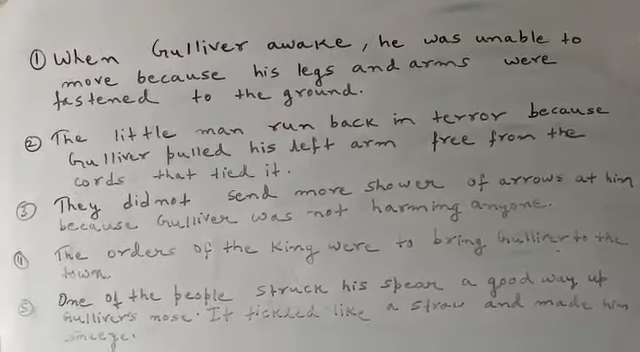 ① When Gulliver awake, he was unable to
move because his legs and arms were
fastened to the ground.
② The little man run back in terror because
Gulliver pulled his left arm free from the
cords that tied it.
③ They didnot send more shower of arrows at him
because Gulliver was not harming anyone.
④ The orders of the King were to bring Gulliver to the
town.
⑤ One of the people struck his spear a good way up
Gulliver's nose. It tickled like a straw and made him
sneeze.